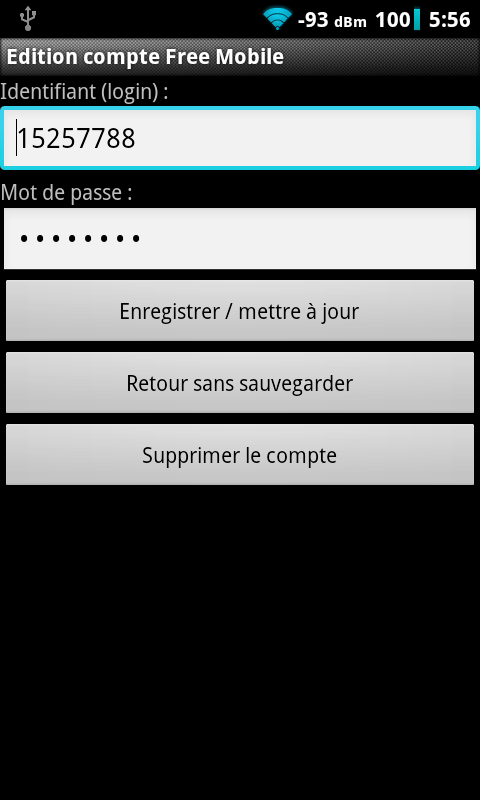 -93 dBm 100 5:56
Edition compte Free Mobile
Identifiant (login) :
15257788
Mot de passe :
••••••••
Enregistrer / mettre à jour
Retour sans sauvegarder
Supprimer le compte